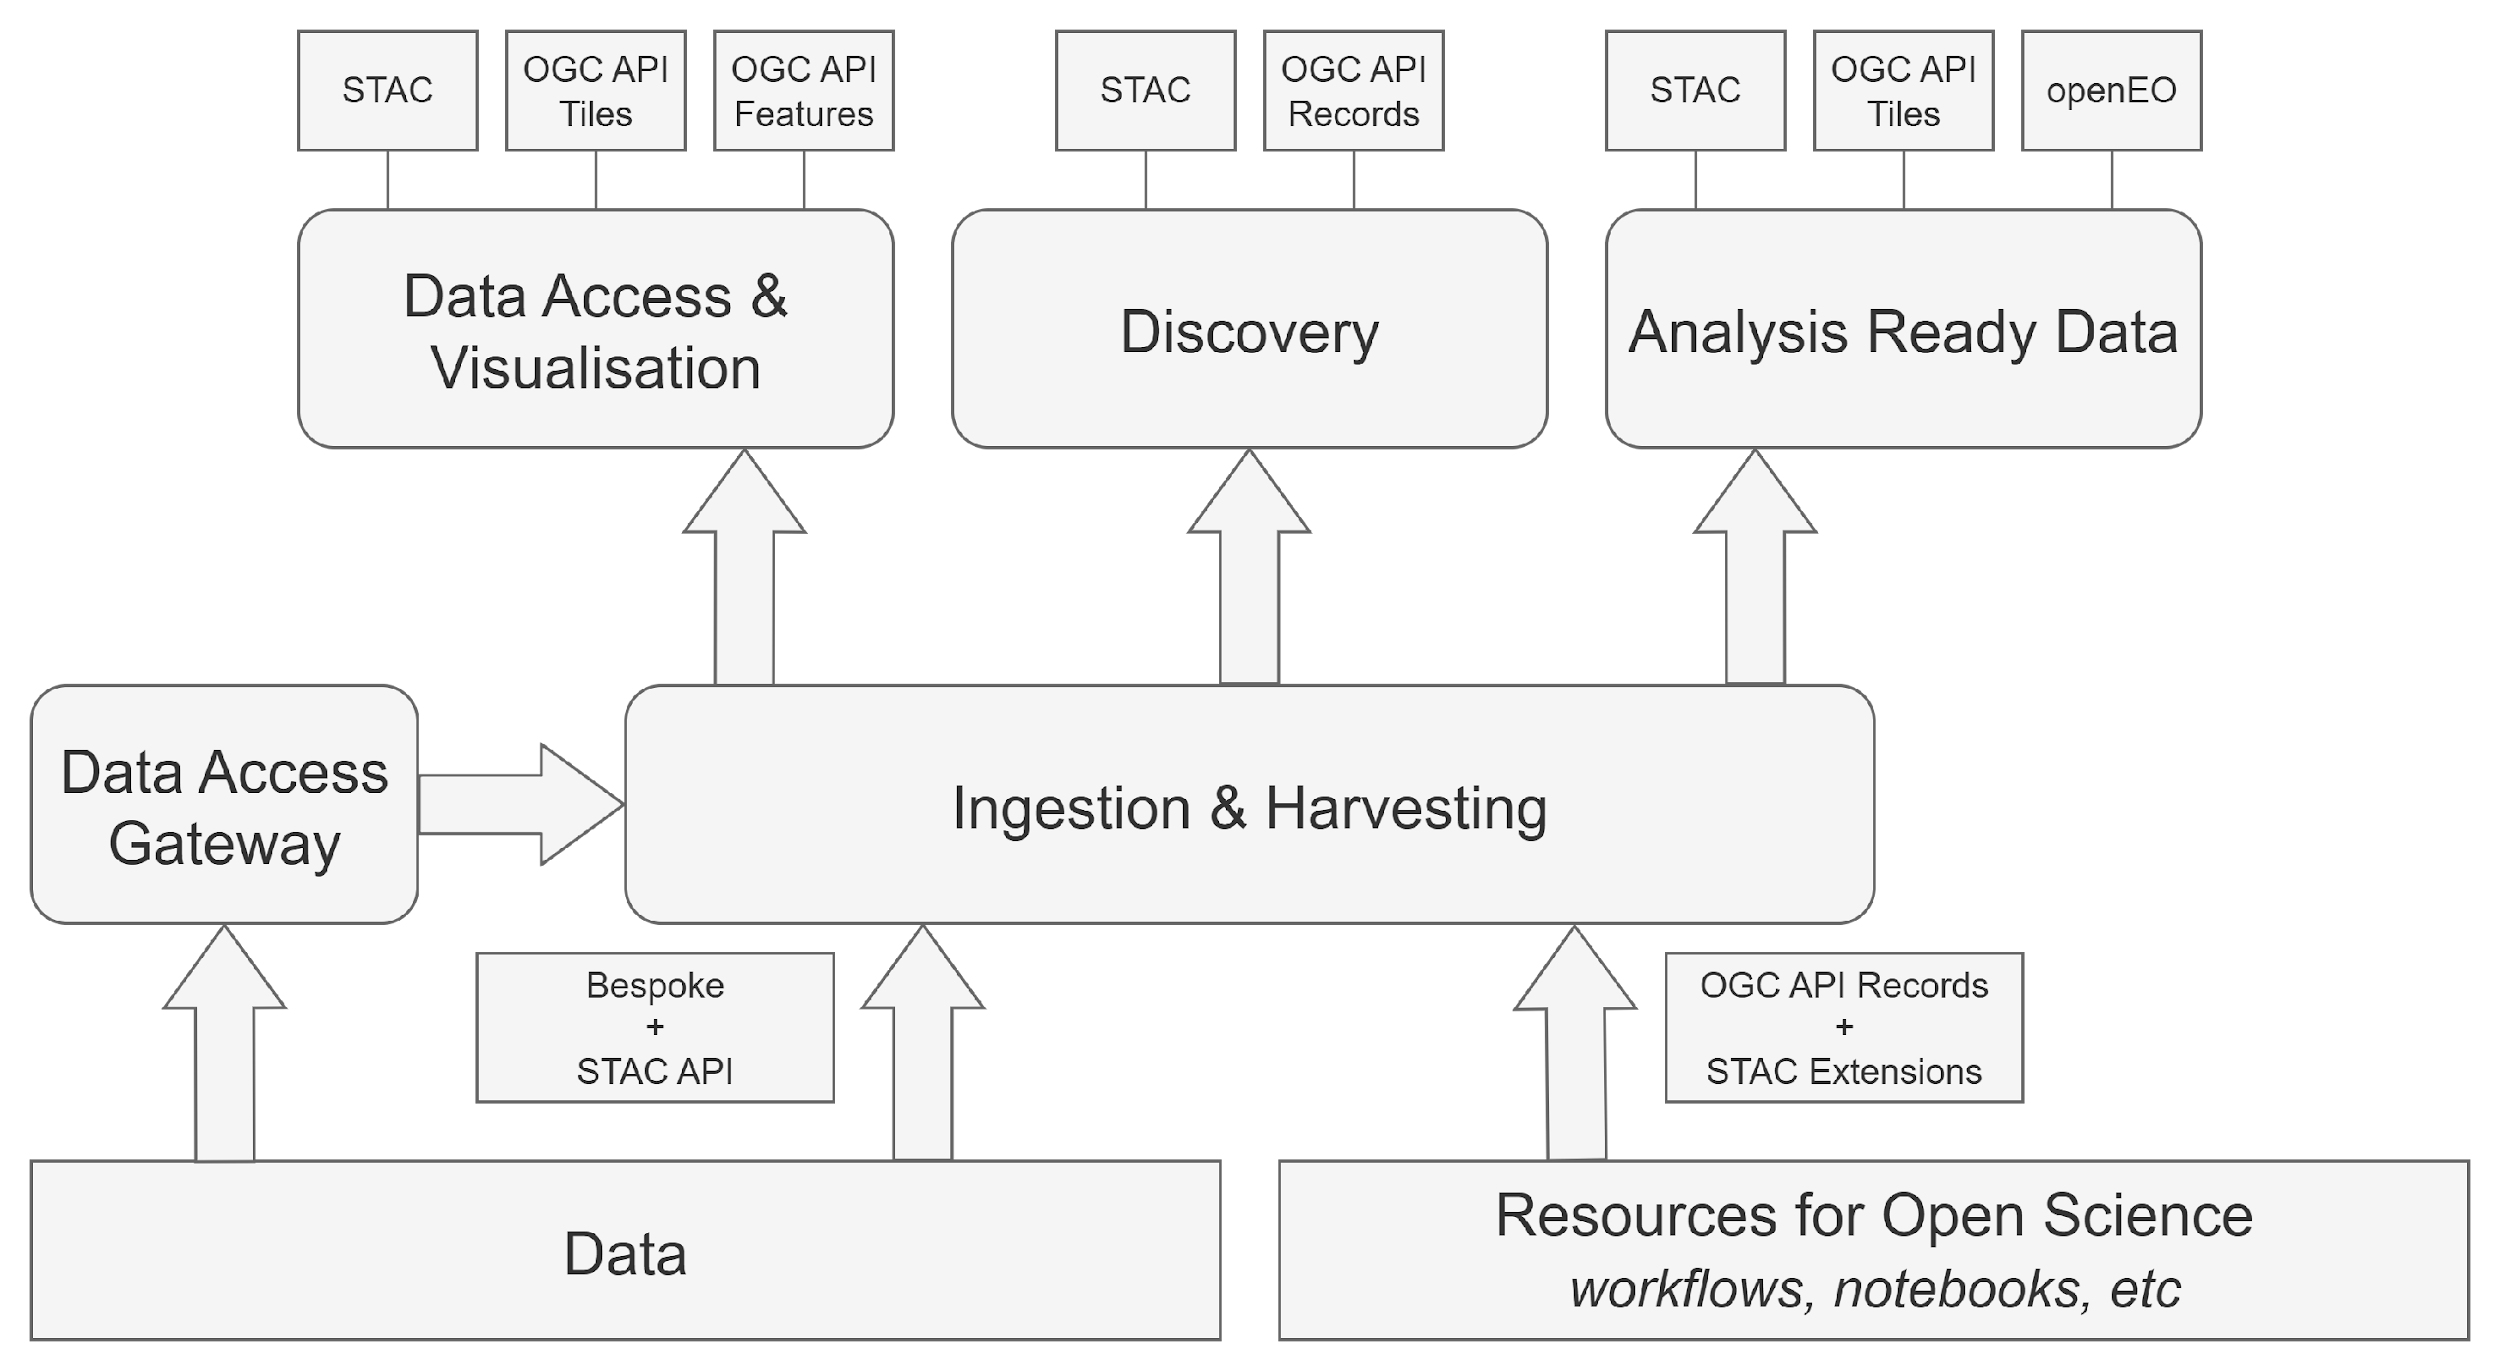 STAC
OGC API
Tiles
OGC API
Features
STAC
OGC API
Records
STAC
OGC API
Tiles
openEO
Data Access &
Visualisation
Discovery
Analysis Ready Data
Data Access
Gateway
Ingestion & Harvesting
Bespoke
+
STAC API
OGC API Records
+
STAC Extensions
Data
Resources for Open Science
workflows, notebooks, etc